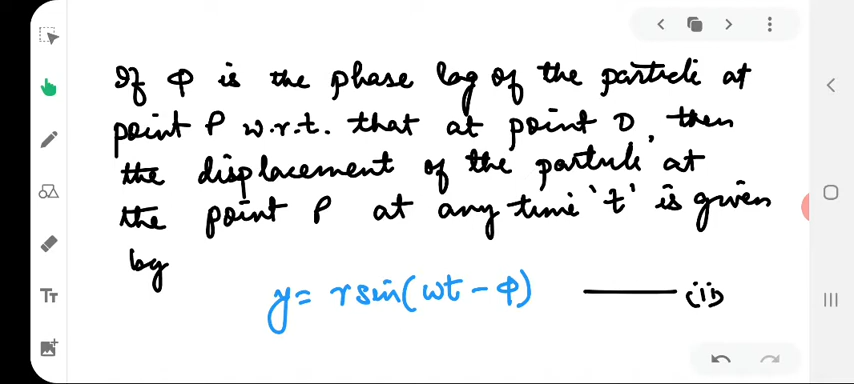 If φ is the phase lag of the particle at
point P w.r.t. that at point O, then
the displacement of the particle at
the point P at any time 't' is given
by
y = r sin(ωt - φ) ——— (ii)
Tт